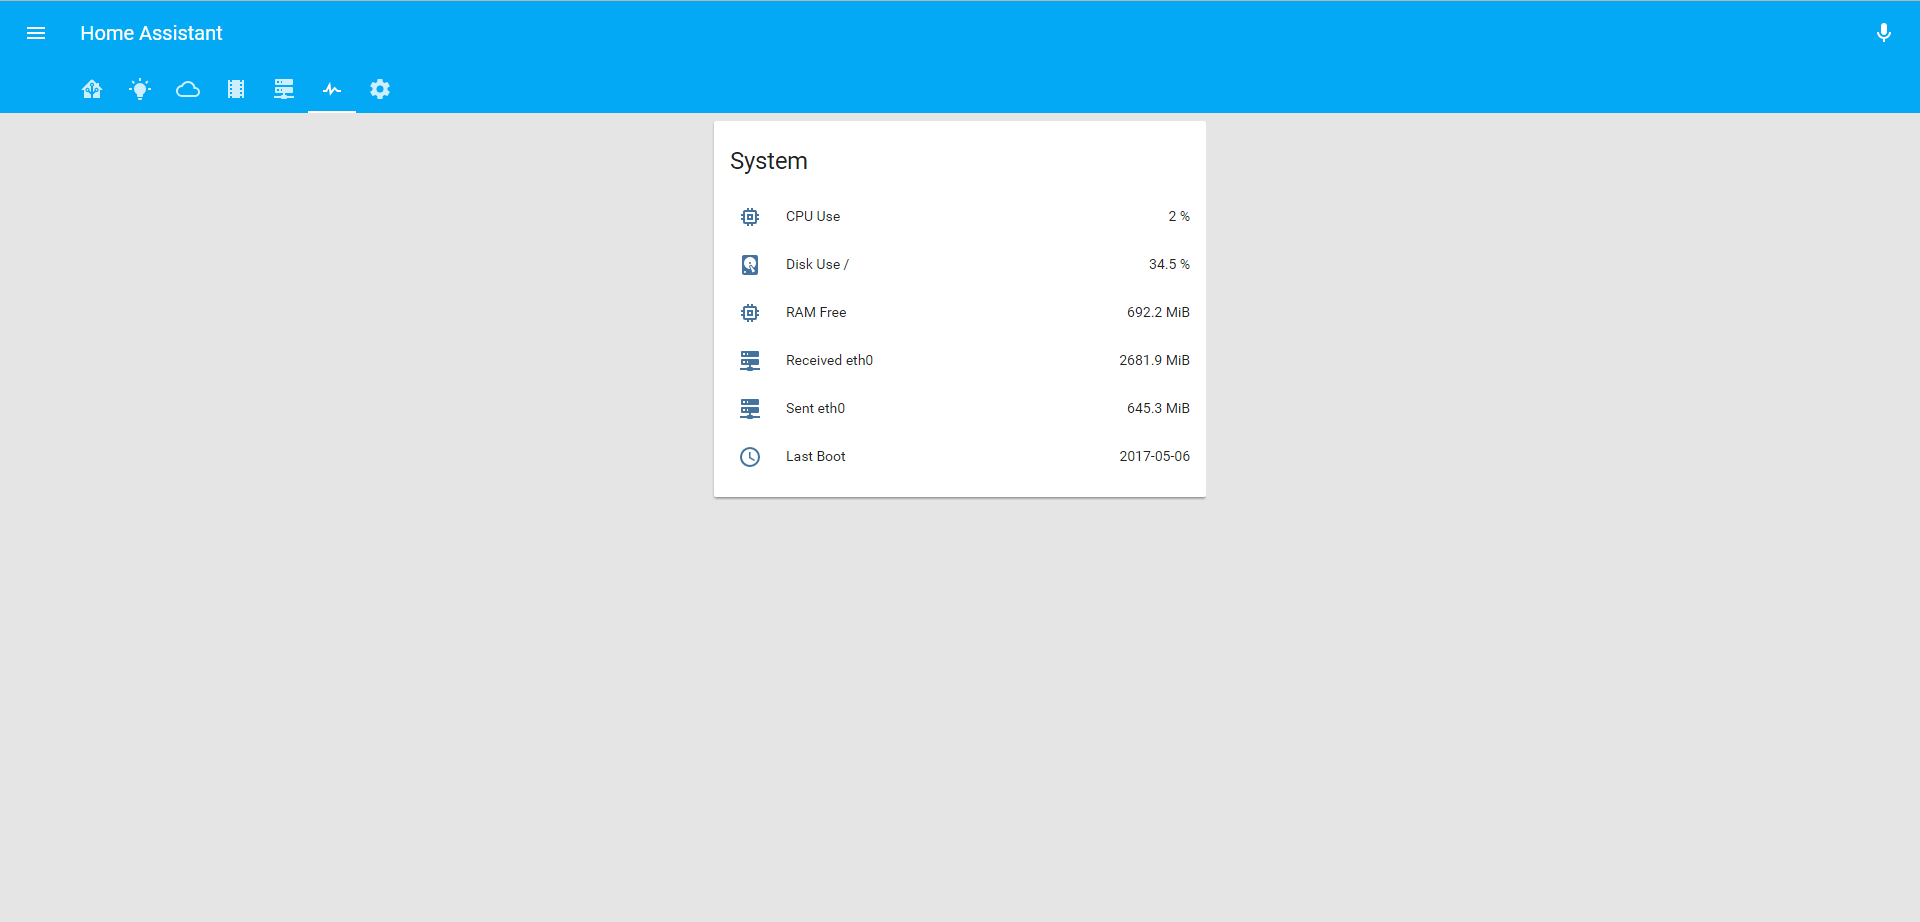 Home Assistant
System
CPU Use 2 %
Disk Use / 34.5 %
RAM Free 692.2 MiB
Received eth0 2681.9 MiB
Sent eth0 645.3 MiB
Last Boot 2017-05-06